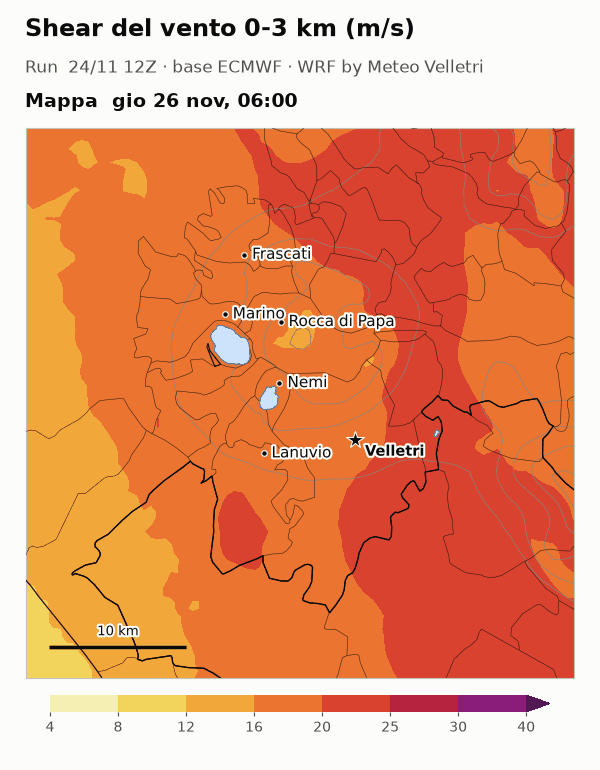 Shear del vento 0-3 km (m/s)
Run  24/11 12Z · base ECMWF · WRF by Meteo Velletri
Mappa  gio 26 nov, 06:00
Frascati
Marino
Rocca di Papa
Nemi
Velletri
Lanuvio
10 km
4 8 12 16 20 25 30 40